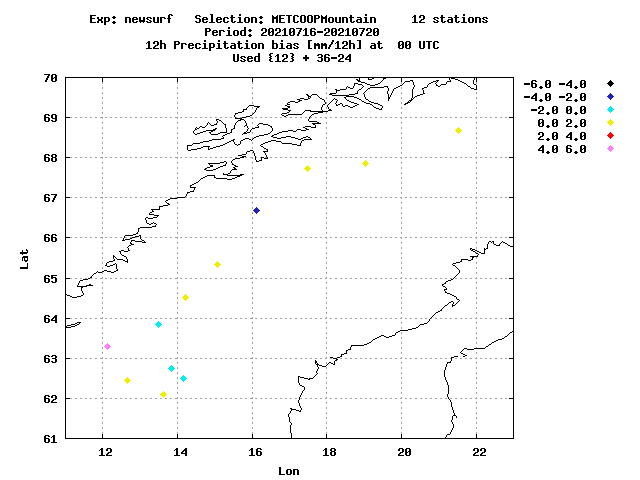 Exp: newsurf   Selection: METCOOPMountain     12 stations
Period: 20210716-20210720
12h Precipitation bias [mm/12h] at  00 UTC
Used {12} + 36-24
-6.0 -4.0
-4.0 -2.0
-2.0 0.0
0.0 2.0
2.0 4.0
4.0 6.0
70
69
68
67
66
65
64
63
62
61
Lat
12 14 16 18 20 22
Lon